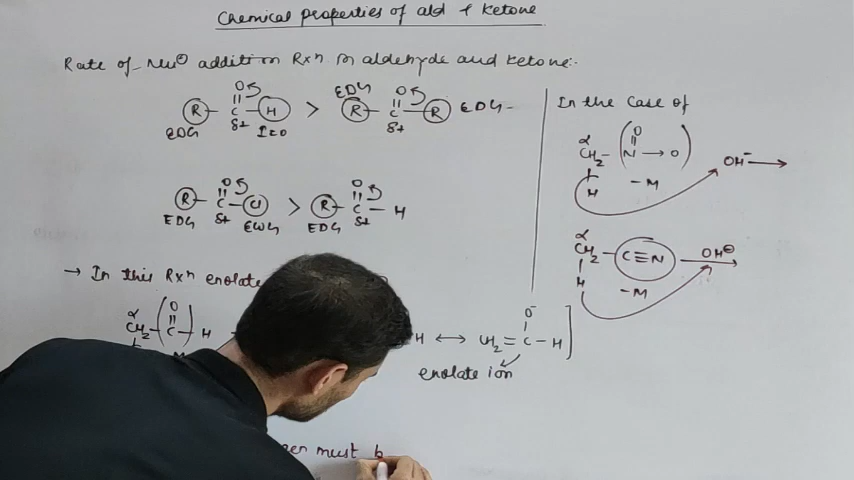 Chemical properties of ald + Ketone
Rate of Nu⊖ addition Rxn in aldehyde and ketone:-
R - C - H > R - C - R EDG -
O O EDG
EDG δ+ I=0 δ+
R - C - Cl > R - C - H
O O
EDG δ+ EWG EDG δ+
→ In this Rxn enolate
O
α
CH2 - C - H
H ↔ CH2 = C - H ]
O-
enolate ion
must b
In the case of
α O
CH2 - ( N → O ) OH- →
H - M
α
CH2 - C≡N OH⊖ →
H - M